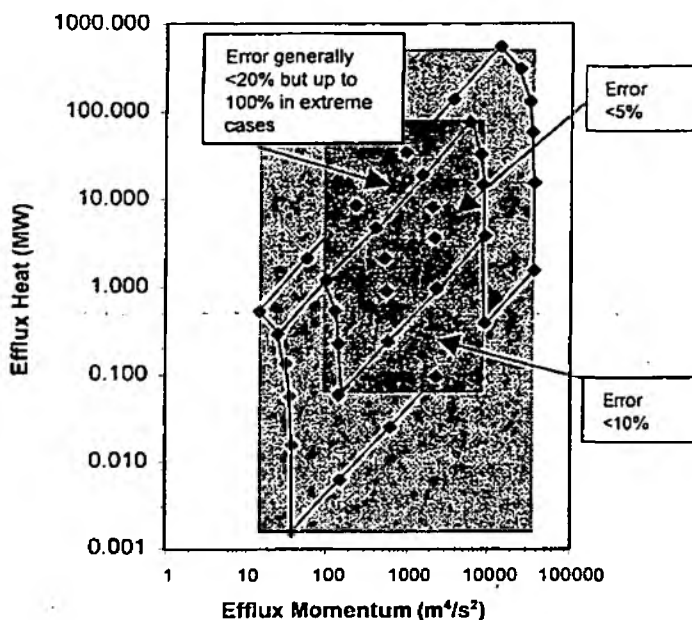 1000.000
100.000
10.000
1.000
0.100
0.010
0.001
Efflux Heat (MW)
Error generally
<20% but up to
100% in extreme
cases
Error
<5%
Error
<10%
1 10 100 1000 10000 100000
Efflux Momentum (m⁴/s²)